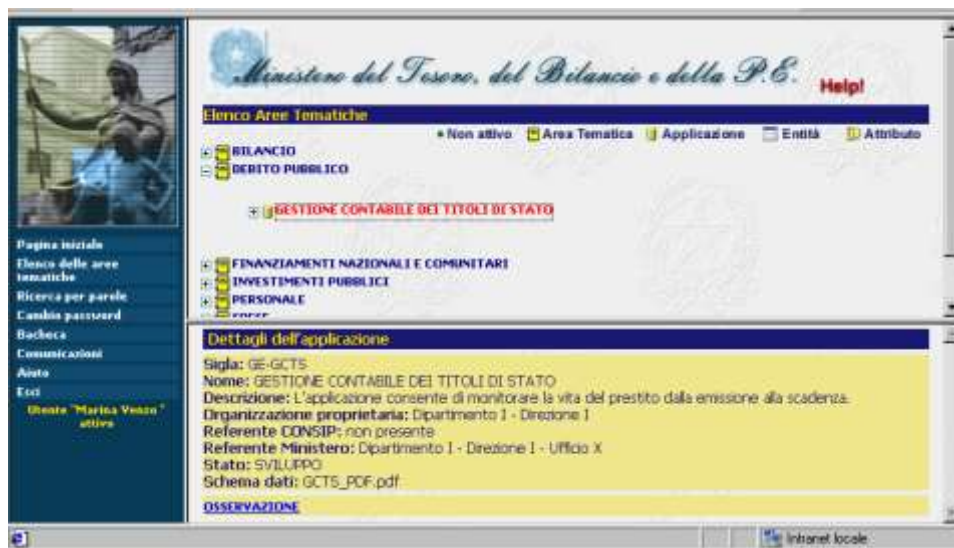 Ministero del Tesoro, del Bilancio e della P.E.
Help!
Elenco Aree Tematiche
Non attivo Area Tematica Applicazione Entità Attributo
BILANCIO
DEBITO PUBBLICO
GESTIONE CONTABILE DEI TITOLI DI STATO
FINANZIAMENTI NAZIONALI E COMUNITARI
INVESTIMENTI PUBBLICI
PERSONALE
SPESE
Pagina iniziale
Elenco delle aree
tematiche
Ricerca per parole
Cambio password
Bacheca
Comunicazioni
Aiuto
Esci
Utente "Marina Venzo"
attivo
Dettagli dell'applicazione
Sigla: GE-GCTS
Nome: GESTIONE CONTABILE DEI TITOLI DI STATO
Descrizione: L'applicazione consente di monitorare la vita del prestito dalla emissione alla scadenza.
Organizzazione proprietaria: Dipartimento I - Direzione I
Referente CONSIP: non presente
Referente Ministero: Dipartimento I - Direzione I - Ufficio X
Stato: SVILUPPO
Schema dati: GCTS_PDF.pdf
OSSERVAZIONE
Intranet locale